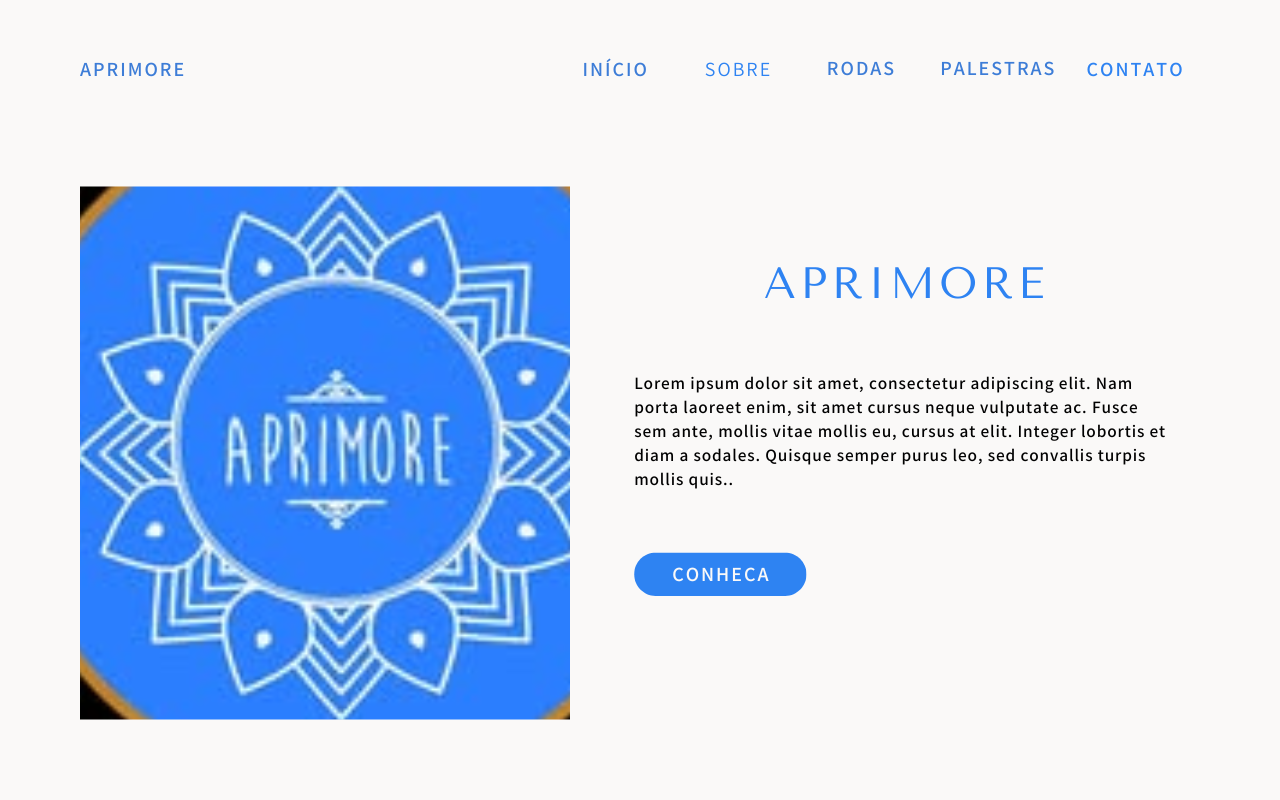 APRIMORE
INÍCIO SOBRE RODAS PALESTRAS CONTATO
APRIMORE
APRIMORE
Lorem ipsum dolor sit amet, consectetur adipiscing elit. Nam
porta laoreet enim, sit amet cursus neque vulputate ac. Fusce
sem ante, mollis vitae mollis eu, cursus at elit. Integer lobortis et
diam a sodales. Quisque semper purus leo, sed convallis turpis
mollis quis..
CONHECA